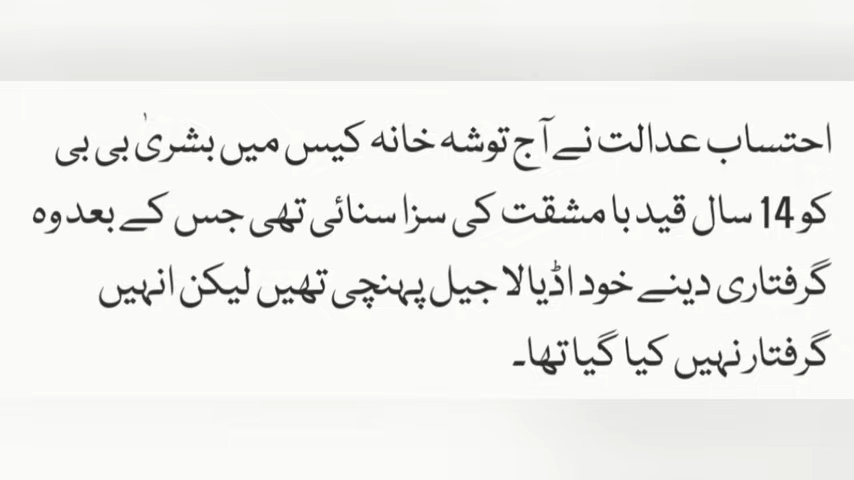 احتساب عدالت نے آج توشہ خانہ کیس میں بشریٰ بی بی
کو 14 سال قید با مشقت کی سزا سنائی تھی جس کے بعد وہ
گرفتاری دینے خود اڈیالا جیل پہنچی تھیں لیکن انہیں
گرفتار نہیں کیا گیا تھا۔